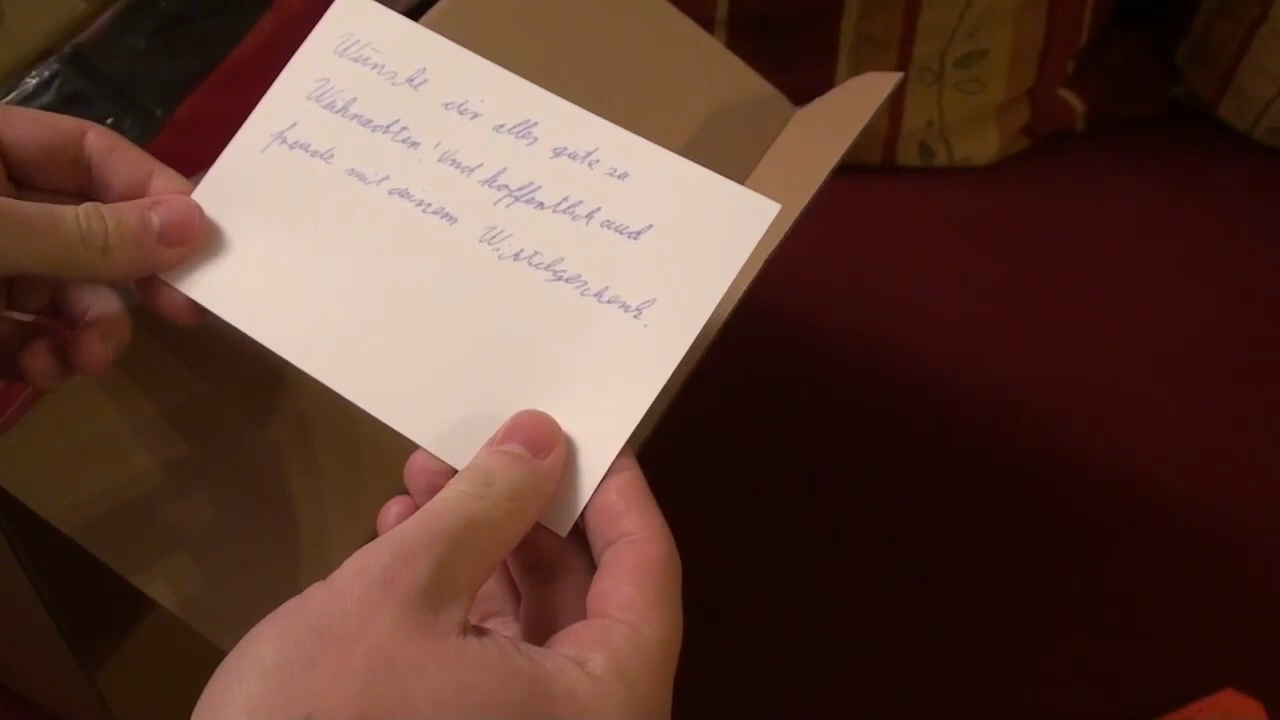 Wünsche dir alles gute zu
Weihnachten! Und hoffentlich auch
freude mit deinem Wichtelgeschenk.